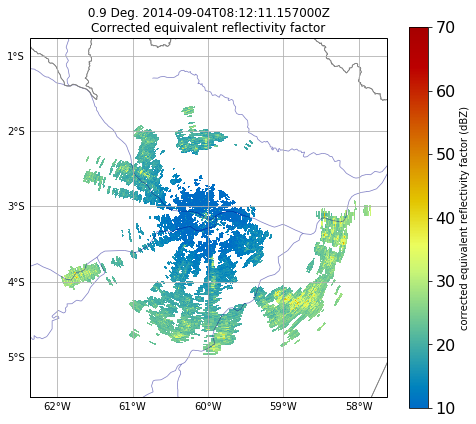 0.9 Deg. 2014-09-04T08:12:11.157000Z
Corrected equivalent reflectivity factor
1°S
2°S
3°S
4°S
5°S
62°W 61°W 60°W 59°W 58°W
70
60
50
40
30
20
10
corrected equivalent reflectivity factor (dBZ)